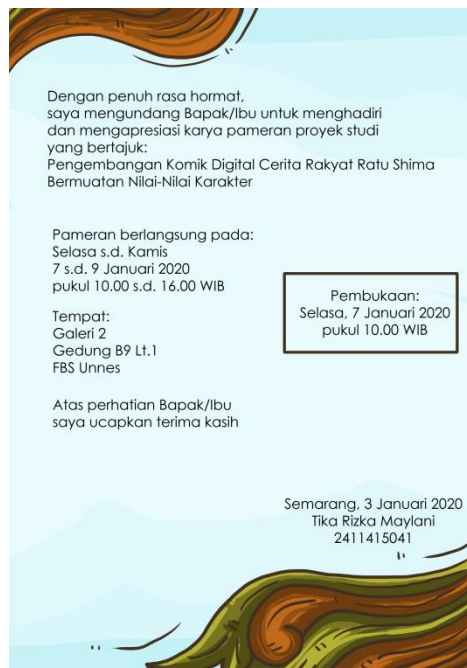 Dengan penuh rasa hormat,
saya mengundang Bapak/Ibu untuk menghadiri
dan mengapresiasi karya pameran proyek studi
yang bertajuk:
Pengembangan Komik Digital Cerita Rakyat Ratu Shima
Bermuatan Nilai-Nilai Karakter
Pameran berlangsung pada:
Selasa s.d. Kamis
7 s.d. 9 Januari 2020
pukul 10.00 s.d. 16.00 WIB
Pembukaan:
Selasa, 7 Januari 2020
pukul 10.00 WIB
Tempat:
Galeri 2
Gedung B9 Lt.1
FBS Unnes
Atas perhatian Bapak/Ibu
saya ucapkan terima kasih
Semarang, 3 Januari 2020
Tika Rizka Maylani
2411415041